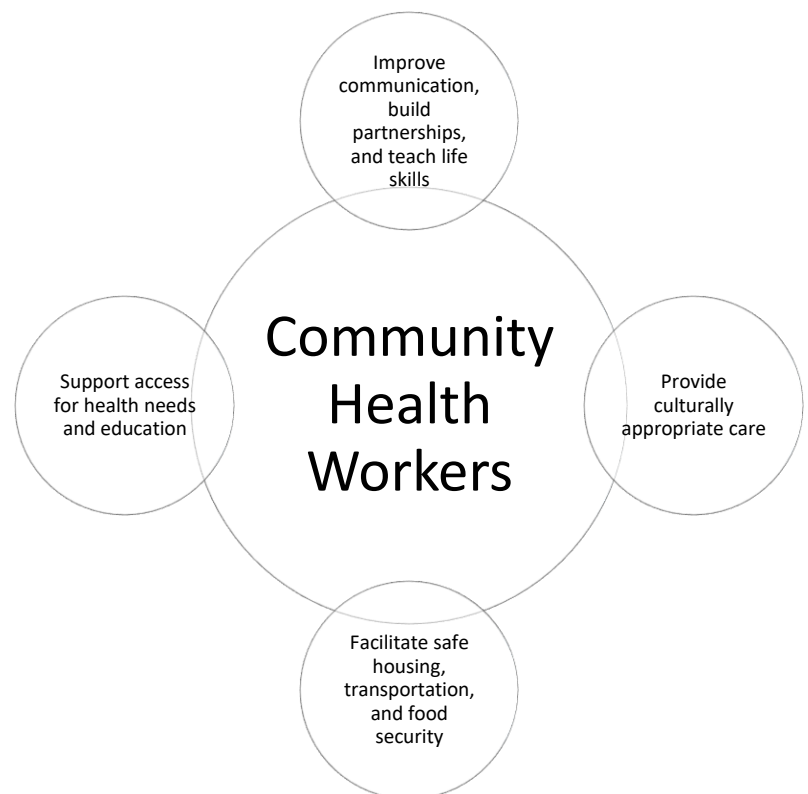 Improve
communication,
build
partnerships,
and teach life
skills
Community
Health
Workers
Support access
for health needs
and education
Provide
culturally
appropriate care
Facilitate safe
housing,
transportation,
and food
security